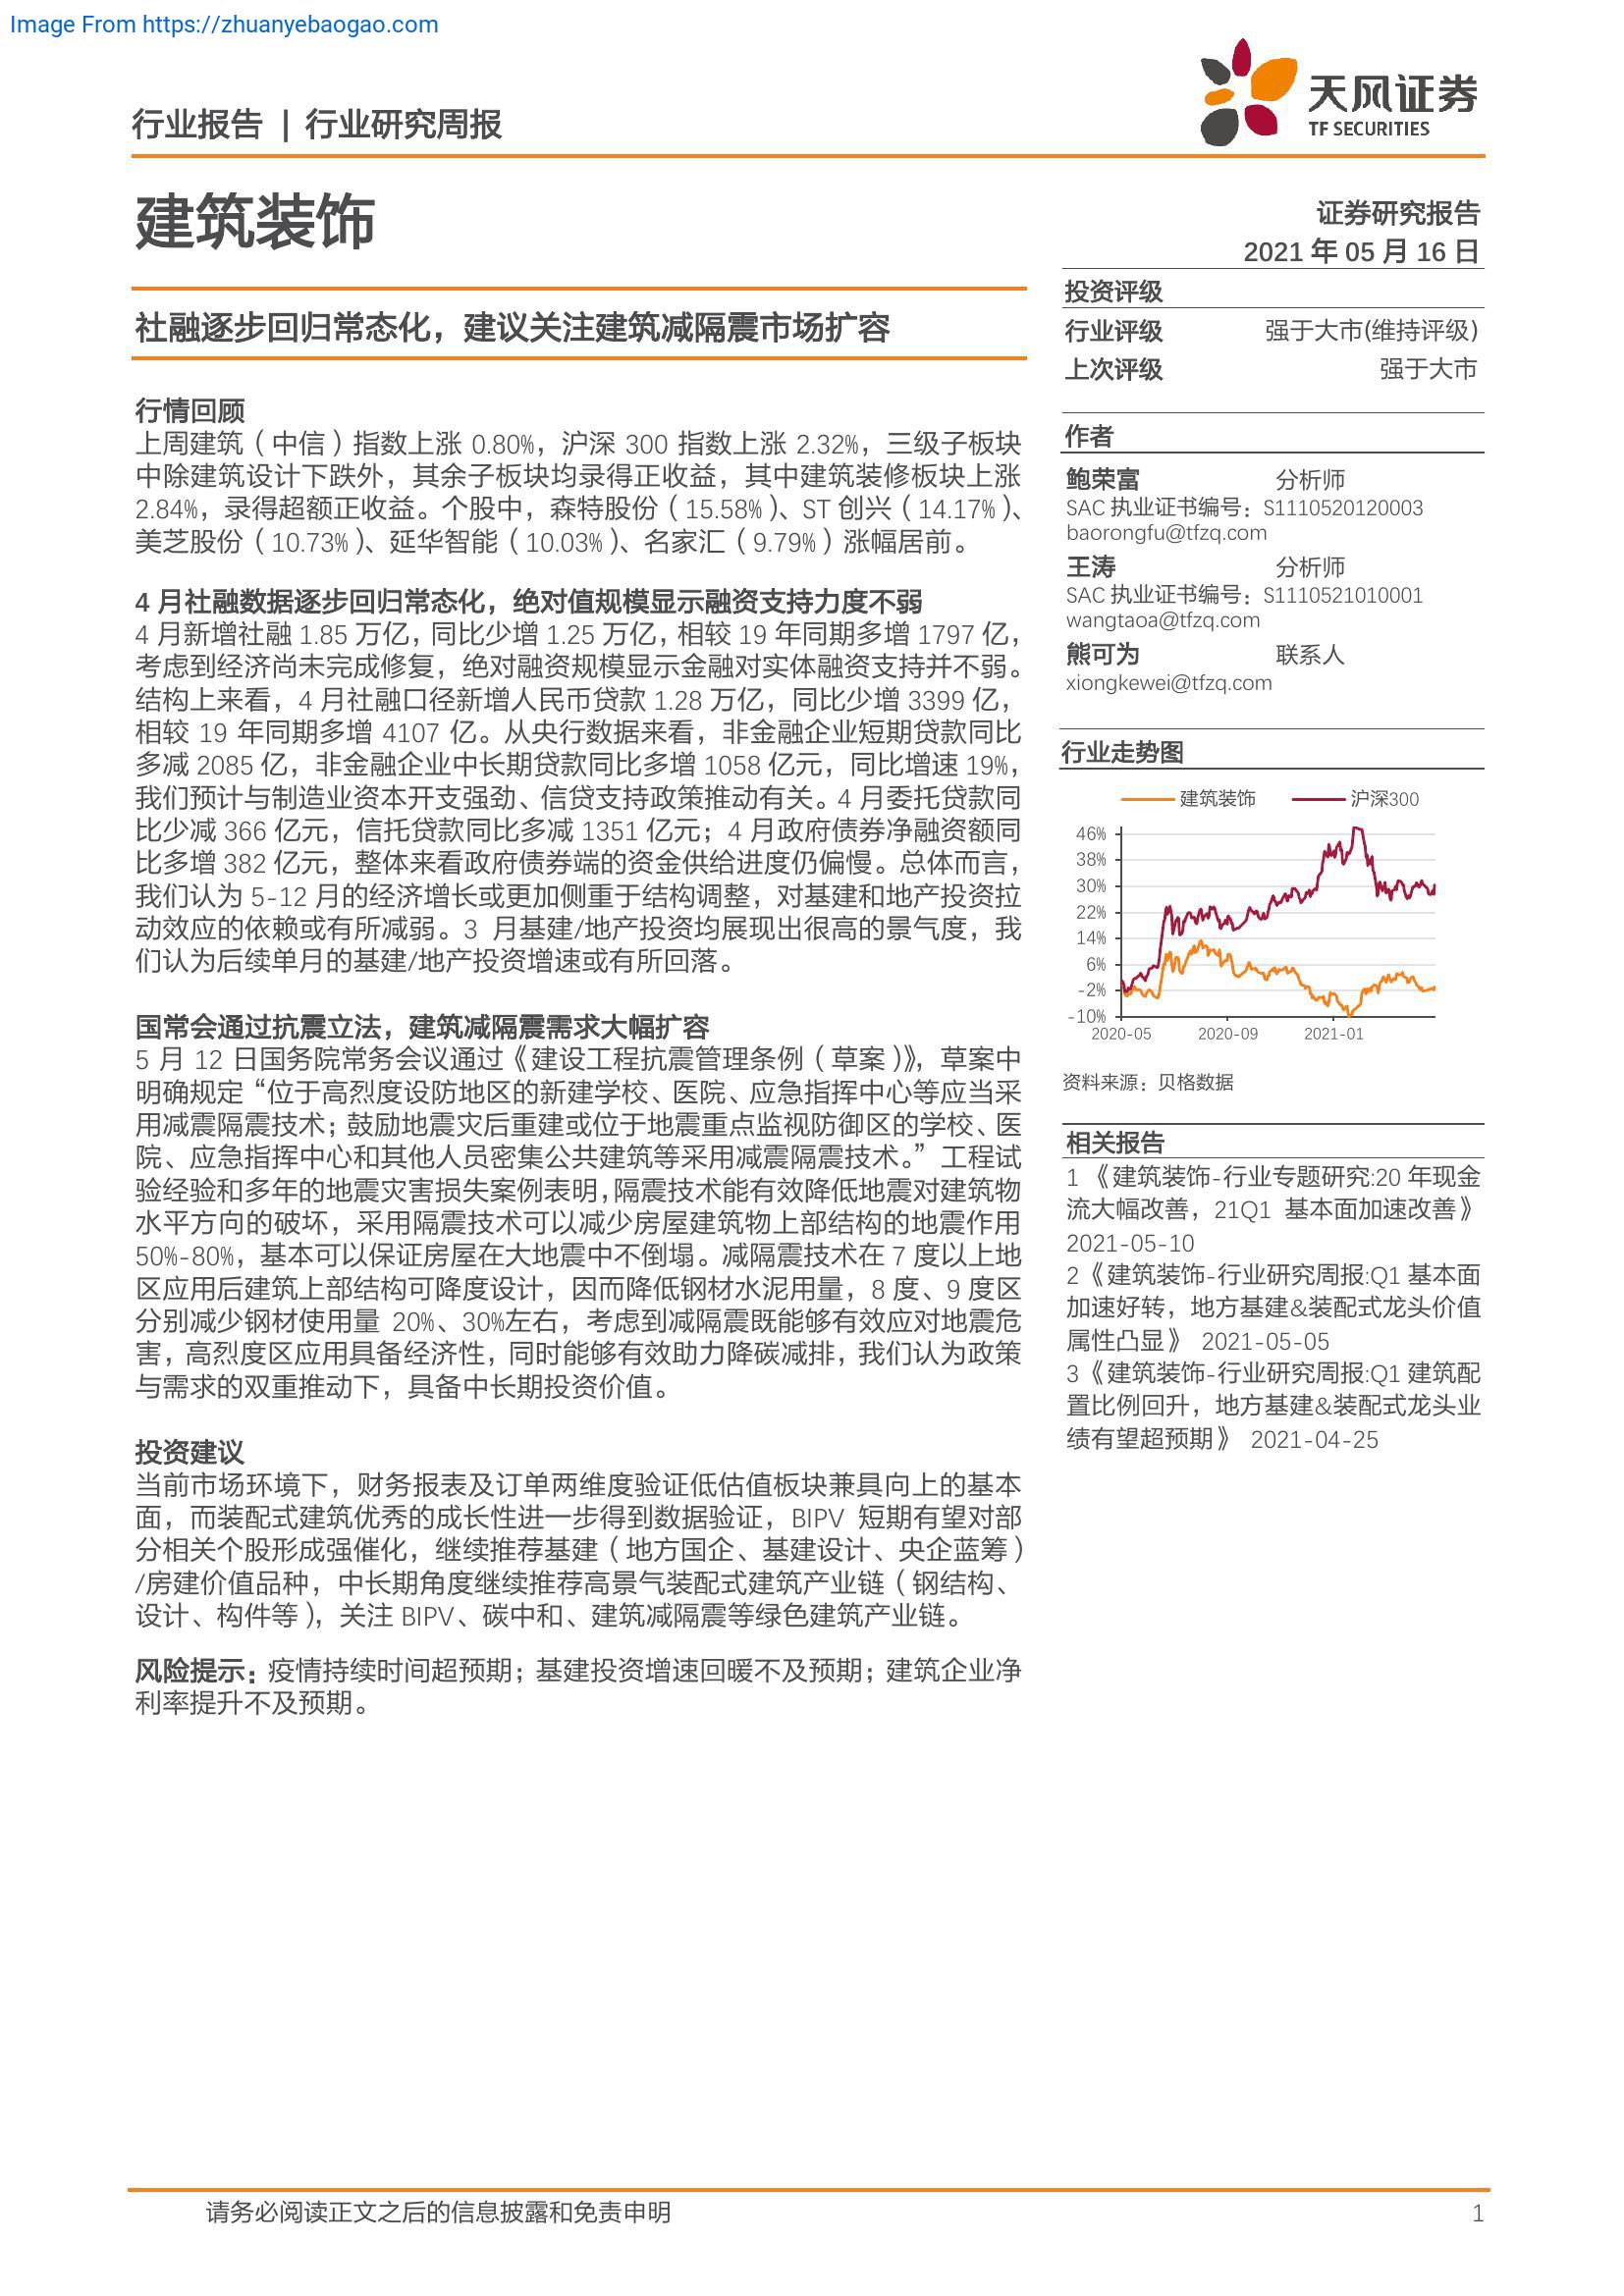 Image From https://zhuanyebaogao.com
行业报告 | 行业研究周报
天风证券
TF SECURITIES
建筑装饰
证券研究报告
2021 年 05 月 16 日
社融逐步回归常态化，建议关注建筑减隔震市场扩容
行情回顾
上周建筑（中信）指数上涨 0.80%，沪深 300 指数上涨 2.32%，三级子板块
中除建筑设计下跌外，其余子板块均录得正收益，其中建筑装修板块上涨
2.84%，录得超额正收益。个股中，森特股份（15.58%）、ST 创兴（14.17%）、
美芝股份（10.73%）、延华智能（10.03%）、名家汇（9.79%）涨幅居前。
4 月社融数据逐步回归常态化，绝对值规模显示融资支持力度不弱
4 月新增社融 1.85 万亿，同比少增 1.25 万亿，相较 19 年同期多增 1797 亿，
考虑到经济尚未完成修复，绝对融资规模显示金融对实体融资支持并不弱。
结构上来看，4 月社融口径新增人民币贷款 1.28 万亿，同比少增 3399 亿，
相较 19 年同期多增 4107 亿。从央行数据来看，非金融企业短期贷款同比
多减 2085 亿，非金融企业中长期贷款同比多增 1058 亿元，同比增速 19%，
我们预计与制造业资本开支强劲、信贷支持政策推动有关。4 月委托贷款同
比少减 366 亿元，信托贷款同比多减 1351 亿元；4 月政府债券净融资额同
比多增 382 亿元，整体来看政府债券端的资金供给进度仍偏慢。总体而言，
我们认为 5-12 月的经济增长或更加侧重于结构调整，对基建和地产投资拉
动效应的依赖或有所减弱。3 月基建/地产投资均展现出很高的景气度，我
们认为后续单月的基建/地产投资增速或有所回落。
国常会通过抗震立法，建筑减隔震需求大幅扩容
5 月 12 日国务院常务会议通过《建设工程抗震管理条例（草案）》，草案中
明确规定“位于高烈度设防地区的新建学校、医院、应急指挥中心等应当采
用减震隔震技术；鼓励地震灾后重建或位于地震重点监视防御区的学校、医
院、应急指挥中心和其他人员密集公共建筑等采用减震隔震技术。”工程试
验经验和多年的地震灾害损失案例表明，隔震技术能有效降低地震对建筑物
水平方向的破坏，采用隔震技术可以减少房屋建筑物上部结构的地震作用
50%-80%，基本可以保证房屋在大地震中不倒塌。减隔震技术在 7 度以上地
区应用后建筑上部结构可降度设计，因而降低钢材水泥用量，8 度、9 度区
分别减少钢材使用量 20%、30%左右，考虑到减隔震既能够有效应对地震危
害，高烈度区应用具备经济性，同时能够有效助力降碳减排，我们认为政策
与需求的双重推动下，具备中长期投资价值。
投资建议
当前市场环境下，财务报表及订单两维度验证低估值板块兼具向上的基本
面，而装配式建筑优秀的成长性进一步得到数据验证，BIPV 短期有望对部
分相关个股形成强催化，继续推荐基建（地方国企、基建设计、央企蓝筹）
/房建价值品种，中长期角度继续推荐高景气装配式建筑产业链（钢结构、
设计、构件等），关注 BIPV、碳中和、建筑减隔震等绿色建筑产业链。
风险提示：疫情持续时间超预期；基建投资增速回暖不及预期；建筑企业净
利率提升不及预期。
投资评级
行业评级 强于大市(维持评级)
上次评级 强于大市
作者
鲍荣富 分析师
SAC 执业证书编号：S1110520120003
baorongfu@tfzq.com
王涛 分析师
SAC 执业证书编号：S1110521010001
wangtaoa@tfzq.com
熊可为 联系人
xiongkewei@tfzq.com
行业走势图
建筑装饰 沪深300
46%
38%
30%
22%
14%
6%
-2%
-10%
2020-05 2020-09 2021-01
资料来源：贝格数据
相关报告
1 《建筑装饰-行业专题研究:20 年现金
流大幅改善，21Q1 基本面加速改善》
2021-05-10
2 《建筑装饰-行业研究周报:Q1 基本面
加速好转，地方基建&装配式龙头价值
属性凸显》 2021-05-05
3 《建筑装饰-行业研究周报:Q1 建筑配
置比例回升，地方基建&装配式龙头业
绩有望超预期》 2021-04-25
请务必阅读正文之后的信息披露和免责申明
1